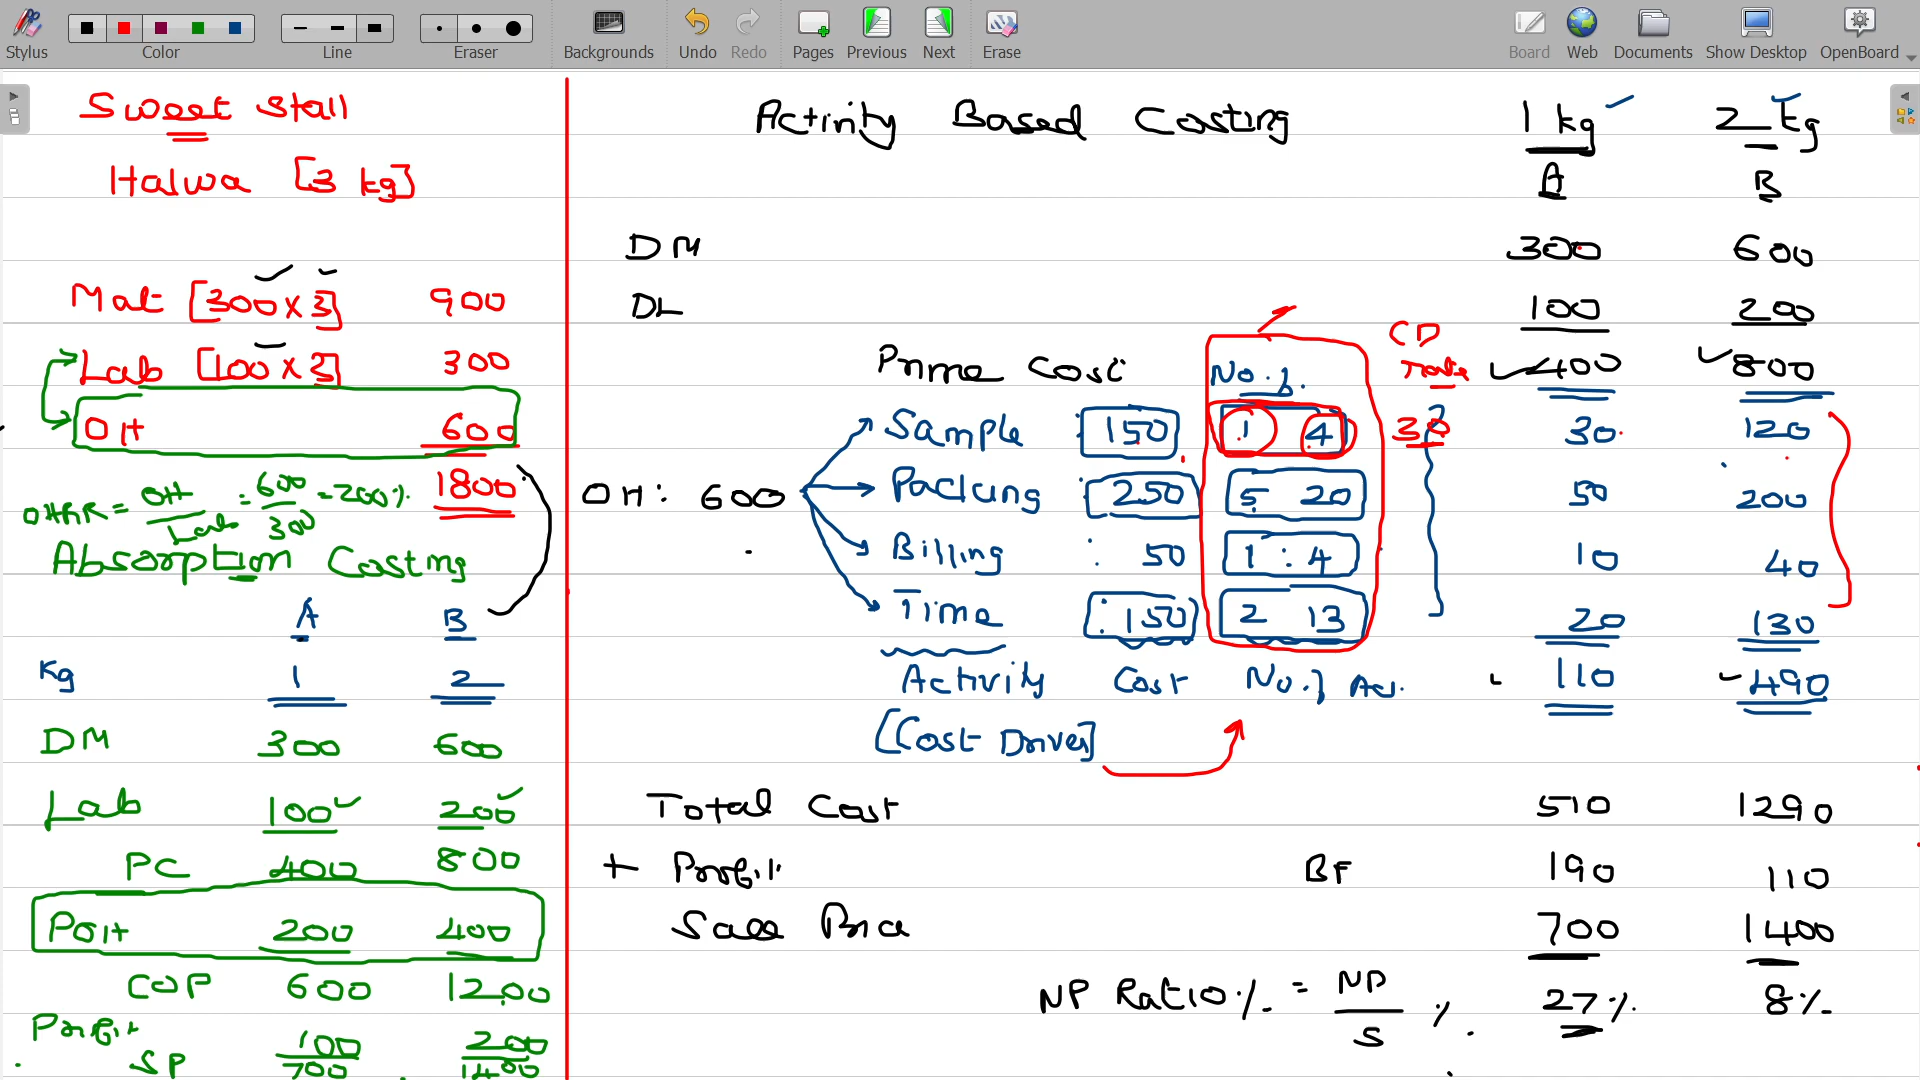 Stylus Color Line Eraser Backgrounds Undo Redo Pages Previous Next Erase Board Web Documents Show Desktop OpenBoard
Sweet Stall
Halwa [3 kg]
Mat [300 x 3] 900
Lab [100 x 3] 300
OH 600
1800
OHRR = OH/Lab = 600/300 = 200%
Absorption Costing
A B
Kg 1 2
DM 300 600
Lab 100 200
PC 400 800
POH 200 400
COP 600 1200
Profit 100 200
SP 700 1400
Activity Based Costing 1 kg 2 kg
A B
DM 300 600
DL 100 200
Prime Cost No. of. CD rate 400 800
Sample : 150 1 4 30 30 120
OH : 600 Packing 250 5 20 50 200
Billing : 50 1 : 4 10 40
Time : 150 2 13 20 130
Activity Cost No. of Act. 110 490
[Cost Driver]
Total Cost 510 1290
+ Profit BF 190 110
Sale Price 700 1400
NP Ratio % = NP/S % 27 % 8 %